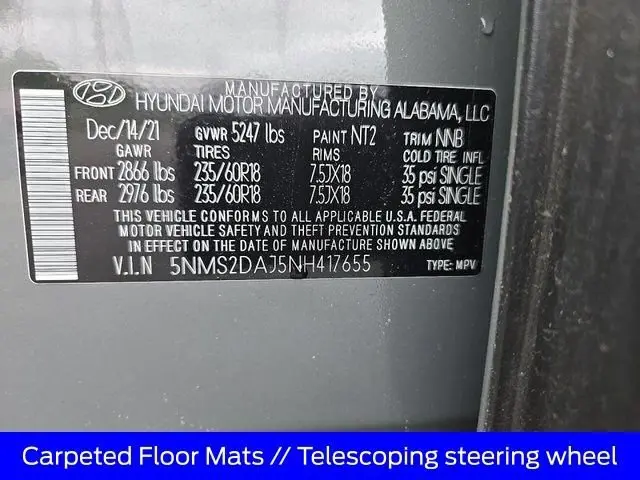 MANUFACTURED BY
HYUNDAI MOTOR MANUFACTURING ALABAMA, LLC
Dec/14/21 GVWR 5247 lbs PAINT NT2 TRIM NNB
GAWR TIRES RIMS COLD TIRE INFL
FRONT 2866 lbs 235/60R18 7.5JX18 35 psi SINGLE
REAR 2976 lbs 235/60R18 7.5JX18 35 psi SINGLE
THIS VEHICLE CONFORMS TO ALL APPLICABLE U.S.A. FEDERAL
MOTOR VEHICLE SAFETY AND THEFT PREVENTION STANDARDS
IN EFFECT ON THE DATE OF MANUFACTURE SHOWN ABOVE.
V.I.N 5NMS2DAJ5NH417655 TYPE: MPV
Carpeted Floor Mats // Telescoping steering wheel